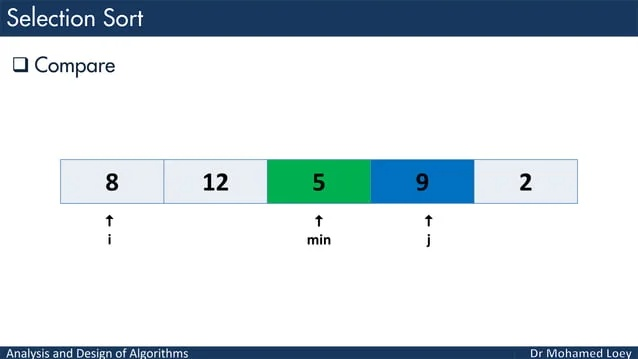 Selection Sort
❑ Compare
8 12 5 9 2
↑ ↑ ↑
i min j
Analysis and Design of Algorithms Dr Mohamed Loey